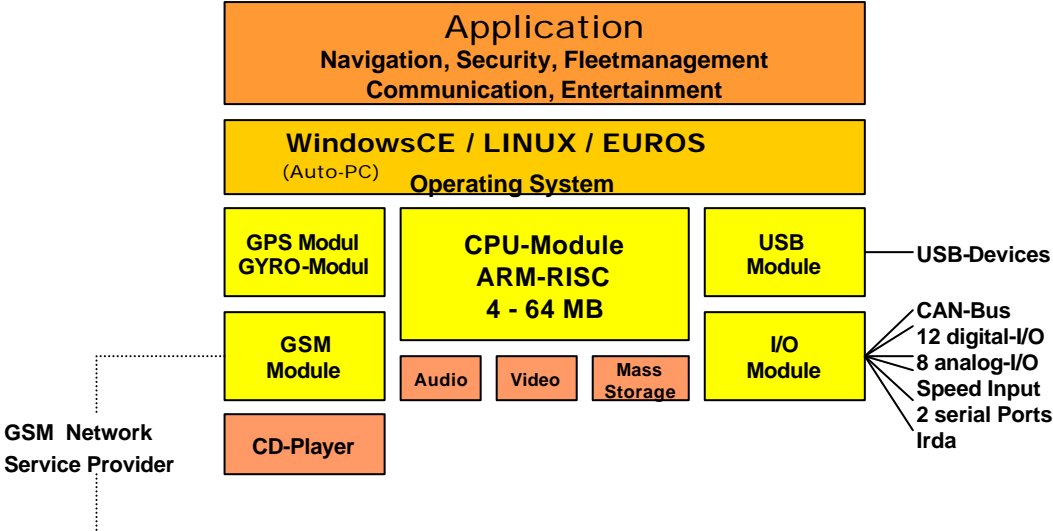 Application
Navigation, Security, Fleetmanagement
Communication, Entertainment
WindowsCE / LINUX / EUROS
(Auto-PC)
Operating System
GPS Modul
GYRO-Modul
CPU-Module
ARM-RISC
4 - 64 MB
USB
Module
USB-Devices
GSM
Module
Audio
Video
Mass
Storage
I/O
Module
CAN-Bus
12 digital-I/O
8 analog-I/O
Speed Input
2 serial Ports
Irda
GSM Network
Service Provider
CD-Player